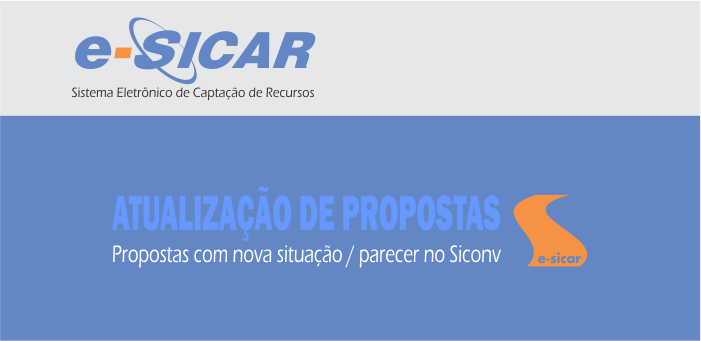 e-SICAR
Sistema Eletrônico de Captação de Recursos
ATUALIZAÇÃO DE PROPOSTAS
Propostas com nova situação / parecer no Siconv
e-sicar